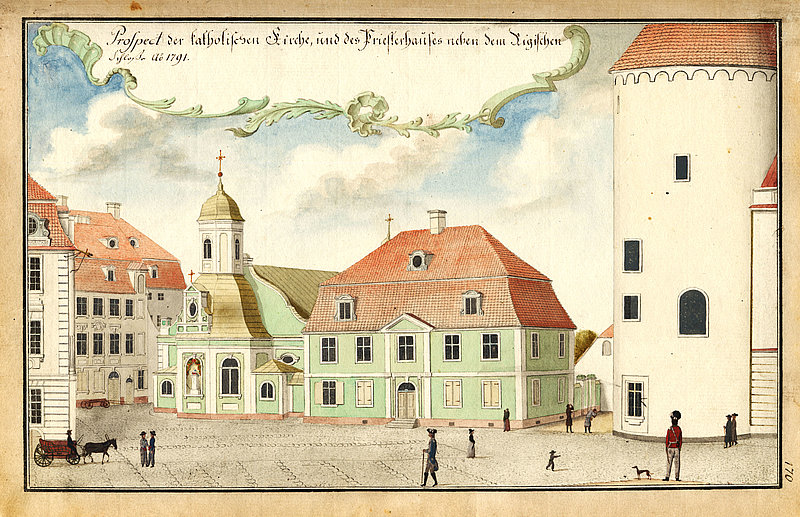 Prospect der katholischen Kirche, und des Priesterhauses neben dem Rigischen
Schloße Ao 1791.
170